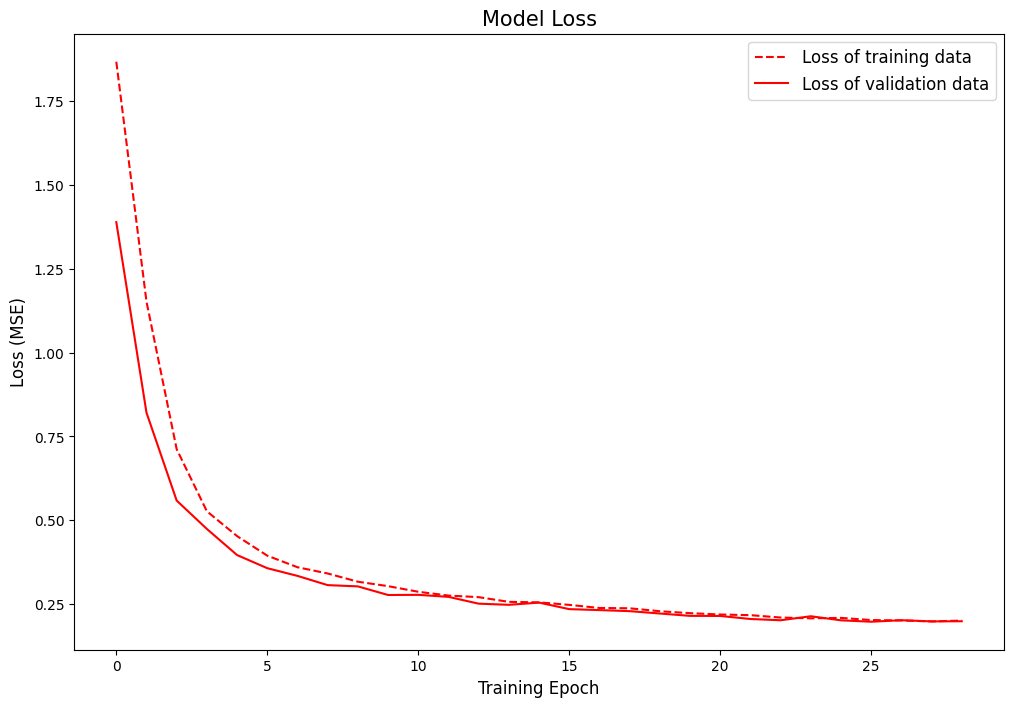 Model Loss
Loss of training data
Loss of validation data
1.75
1.50
1.25
1.00
0.75
0.50
0.25
Loss (MSE)
0 5 10 15 20 25
Training Epoch